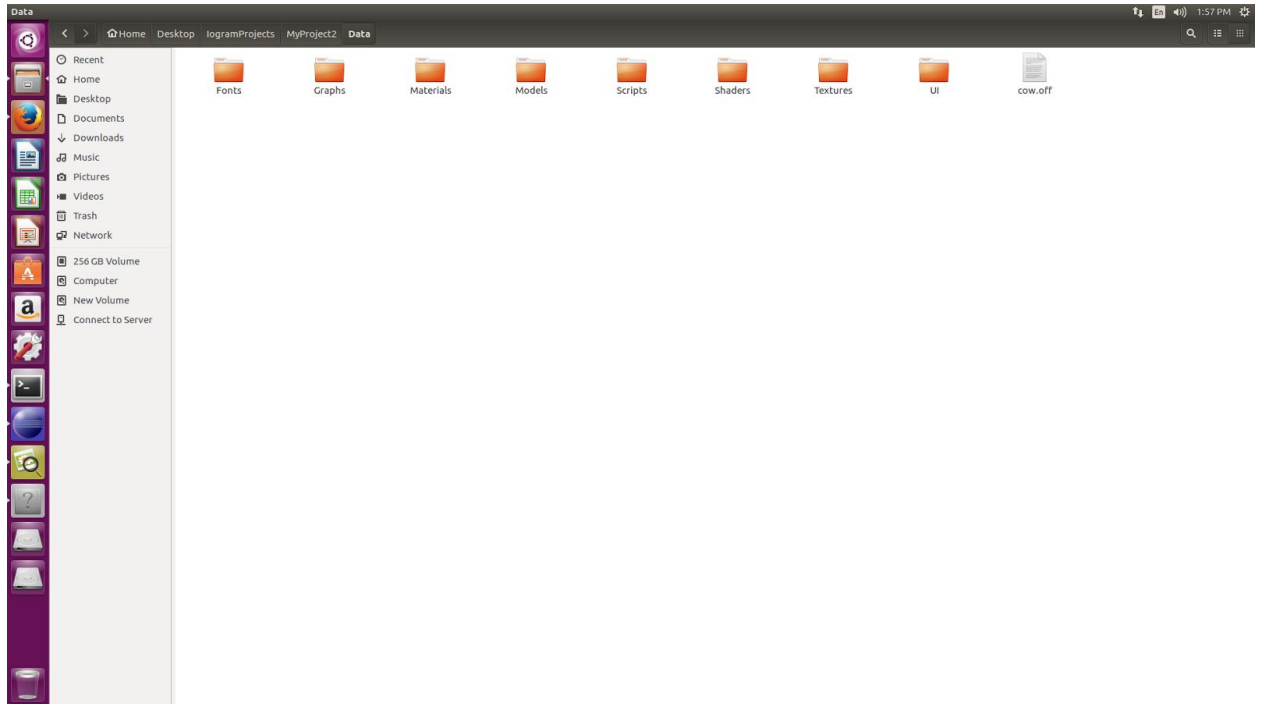 Data
En 1:57 PM
Home Desktop IogramProjects MyProject2 Data
Recent
Home
Desktop
Documents
Downloads
Music
Pictures
Videos
Trash
Network
256 GB Volume
Computer
New Volume
Connect to Server
Fonts Graphs Materials Models Scripts Shaders Textures UI cow.off
A
a
>_
?